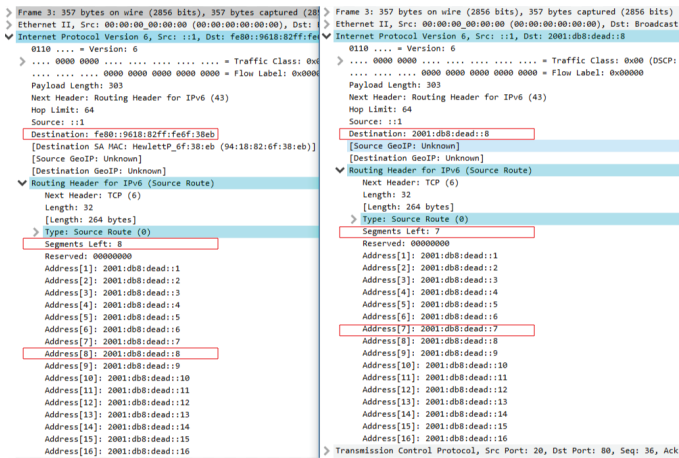 Frame 3: 357 bytes on wire (2856 bits), 357 bytes captured (285
Ethernet II, Src: 00:00:00_00:00:00 (00:00:00:00:00:00), Dst:
Internet Protocol Version 6, Src: ::1, Dst: fe80::9618:82ff:fe
0110 .... = Version: 6
.... 0000 0000 .... .... .... .... .... = Traffic Class: 0x0
.... .... .... 0000 0000 0000 0000 0000 = Flow Label: 0x0000
Payload Length: 303
Next Header: Routing Header for IPv6 (43)
Hop Limit: 64
Source: ::1
Destination: fe80::9618:82ff:fe6f:38eb
[Destination SA MAC: HewlettP_6f:38:eb (94:18:82:6f:38:eb)]
[Source GeoIP: Unknown]
[Destination GeoIP: Unknown]
Routing Header for IPv6 (Source Route)
Next Header: TCP (6)
Length: 32
[Length: 264 bytes]
Type: Source Route (0)
Segments Left: 8
Reserved: 00000000
Address[1]: 2001:db8:dead::1
Address[2]: 2001:db8:dead::2
Address[3]: 2001:db8:dead::3
Address[4]: 2001:db8:dead::4
Address[5]: 2001:db8:dead::5
Address[6]: 2001:db8:dead::6
Address[7]: 2001:db8:dead::7
Address[8]: 2001:db8:dead::8
Address[9]: 2001:db8:dead::9
Address[10]: 2001:db8:dead::10
Address[11]: 2001:db8:dead::11
Address[12]: 2001:db8:dead::12
Address[13]: 2001:db8:dead::13
Address[14]: 2001:db8:dead::14
Address[15]: 2001:db8:dead::15
Address[16]: 2001:db8:dead::16
Frame 3: 357 bytes on wire (2856 bits), 357 bytes captured (2856 bits)
Ethernet II, Src: 00:00:00_00:00:00 (00:00:00:00:00:00), Dst: Broadcast
Internet Protocol Version 6, Src: ::1, Dst: 2001:db8:dead::8
0110 .... = Version: 6
.... 0000 0000 .... .... .... .... .... = Traffic Class: 0x00 (DSCP:
.... .... .... 0000 0000 0000 0000 0000 = Flow Label: 0x00000
Payload Length: 303
Next Header: Routing Header for IPv6 (43)
Hop Limit: 64
Source: ::1
Destination: 2001:db8:dead::8
[Source GeoIP: Unknown]
[Destination GeoIP: Unknown]
Routing Header for IPv6 (Source Route)
Next Header: TCP (6)
Length: 32
[Length: 264 bytes]
Type: Source Route (0)
Segments Left: 7
Reserved: 00000000
Address[1]: 2001:db8:dead::1
Address[2]: 2001:db8:dead::2
Address[3]: 2001:db8:dead::3
Address[4]: 2001:db8:dead::4
Address[5]: 2001:db8:dead::5
Address[6]: 2001:db8:dead::6
Address[7]: 2001:db8:dead::7
Address[8]: 2001:db8:dead::8
Address[9]: 2001:db8:dead::9
Address[10]: 2001:db8:dead::10
Address[11]: 2001:db8:dead::11
Address[12]: 2001:db8:dead::12
Address[13]: 2001:db8:dead::13
Address[14]: 2001:db8:dead::14
Address[15]: 2001:db8:dead::15
Address[16]: 2001:db8:dead::16
Transmission Control Protocol, Src Port: 20, Dst Port: 80, Seq: 36, Ack